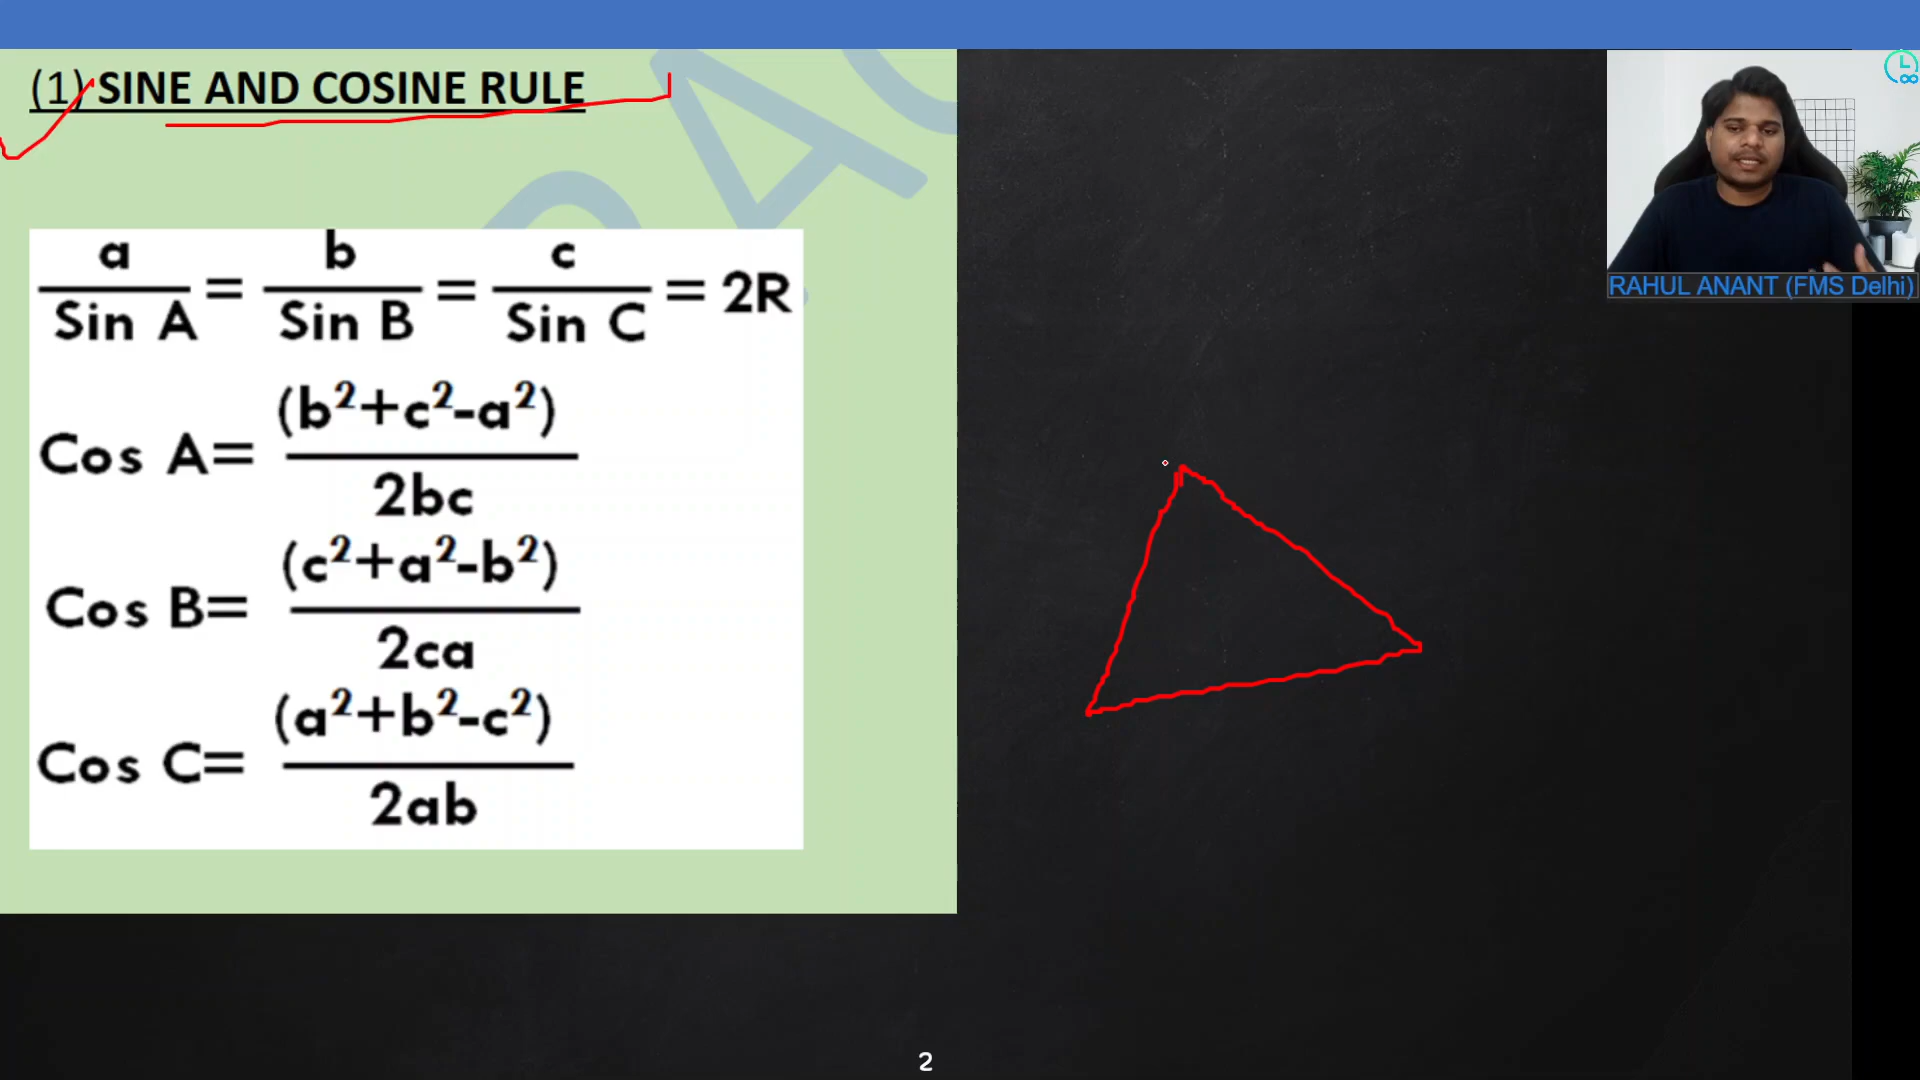 (1) SINE AND COSINE RULE
a/Sin A = b/Sin B = c/Sin C = 2R
Cos A= (b²+c²-a²)/2bc
Cos B= (c²+a²-b²)/2ca
Cos C= (a²+b²-c²)/2ab
RAHUL ANANT (FMS Delhi)
2